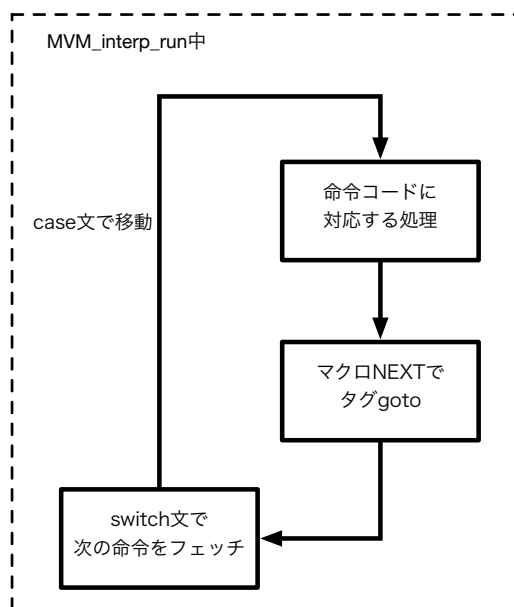 MVM_interp_run中
case文で移動
命令コードに
対応する処理
マクロNEXTで
タグgoto
switch文で
次の命令をフェッチ